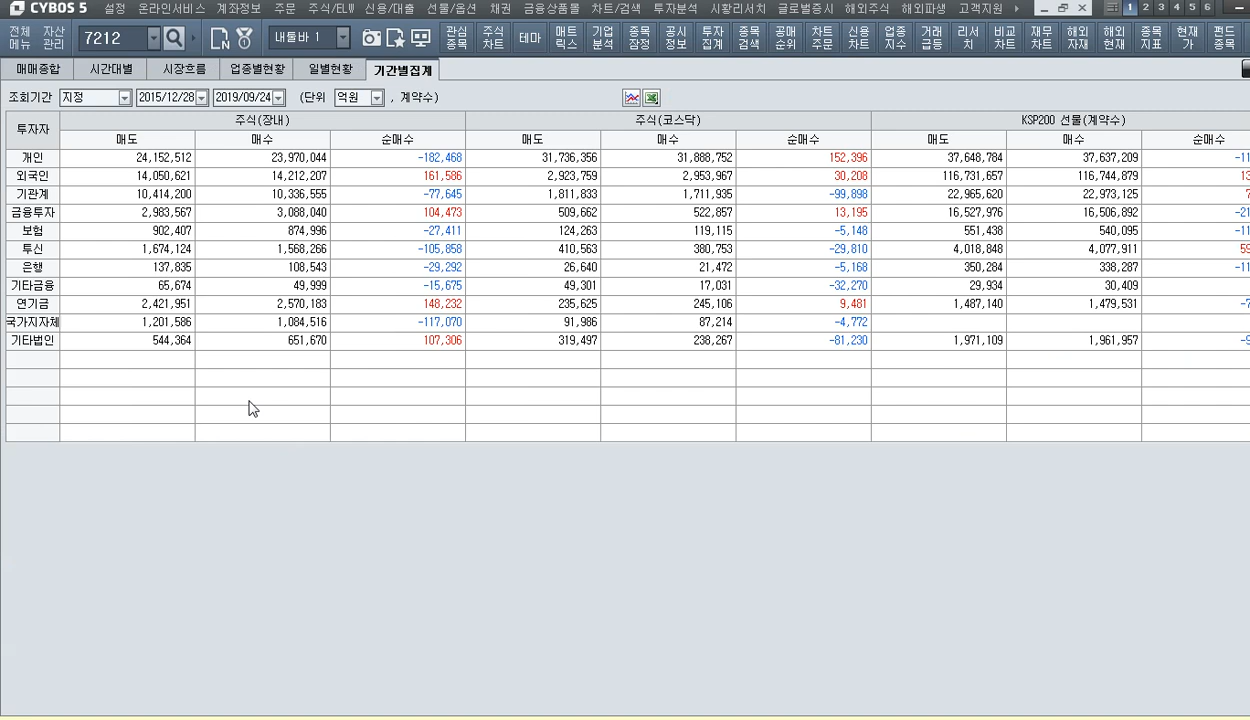 CYBOS 5 설정 온라인서비스 계좌정보 주문 주식/ELW 신용/대출 선물/옵션 채권 금융상품몰 차트/검색 투자분석 시황리서치 글로벌증시 해외주식 해외파생 고객지원 1 2 3 4 5 6
전체메뉴 자산관리 7212 내툴바 1 관심종목 주식차트 테마 매트릭스 기업분석 종목잠정 공시정보 투자집계 종목검색 공매순위 차트주문 신용차트 업종지수 거래급등 리서치 비교차트 재무차트 해외자재 해외현재 종목지표 현재가 펀드종목
매매종합 시간대별 시장흐름 업종별현황 일별현황 기간별집계
조회기간 지정 2015/12/28 2019/09/24 (단위 억원 , 계약수)
투자자 주식(장내) 주식(코스닥) KSP200 선물(계약수)
매도 매수 순매수 매도 매수 순매수 매도 매수 순매수
개인 24,152,512 23,970,044 -182,468 31,736,356 31,888,752 152,396 37,648,784 37,637,209 -11
외국인 14,050,621 14,212,207 161,586 2,923,759 2,953,967 30,208 116,731,657 116,744,879 13
기관계 10,414,200 10,336,555 -77,645 1,811,833 1,711,935 -99,898 22,965,620 22,973,125 7
금융투자 2,983,567 3,088,040 104,473 509,662 522,857 13,195 16,527,976 16,506,892 -21
보험 902,407 874,996 -27,411 124,263 119,115 -5,148 551,438 540,095 -11
투신 1,674,124 1,568,266 -105,858 410,563 380,753 -29,810 4,018,848 4,077,911 59
은행 137,835 108,543 -29,292 26,640 21,472 -5,168 350,284 338,287 -11
기타금융 65,674 49,999 -15,675 49,301 17,031 -32,270 29,934 30,409
연기금 2,421,951 2,570,183 148,232 235,625 245,106 9,481 1,487,140 1,479,531 -7
국가지자체 1,201,586 1,084,516 -117,070 91,986 87,214 -4,772
기타법인 544,364 651,670 107,306 319,497 238,267 -81,230 1,971,109 1,961,957 -9